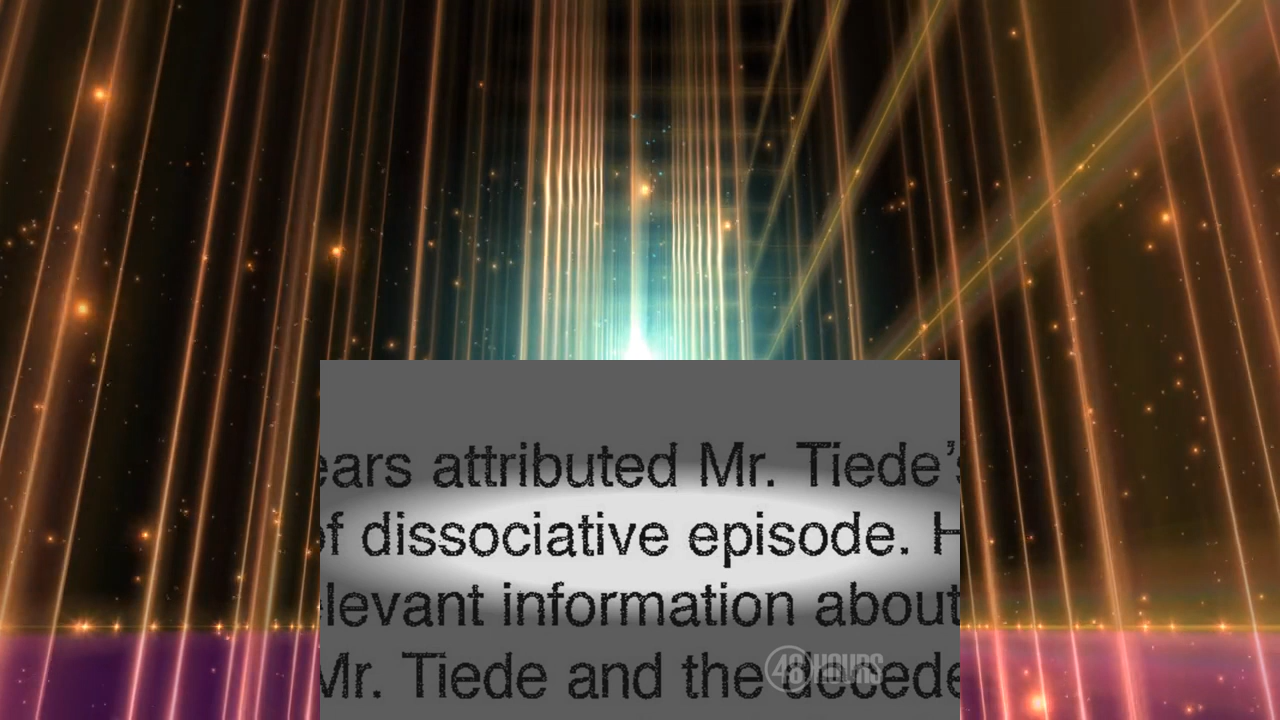 ears attributed Mr. Tiede's
of dissociative episode. H
elevant information about
Mr. Tiede and the decede
48 HOURS